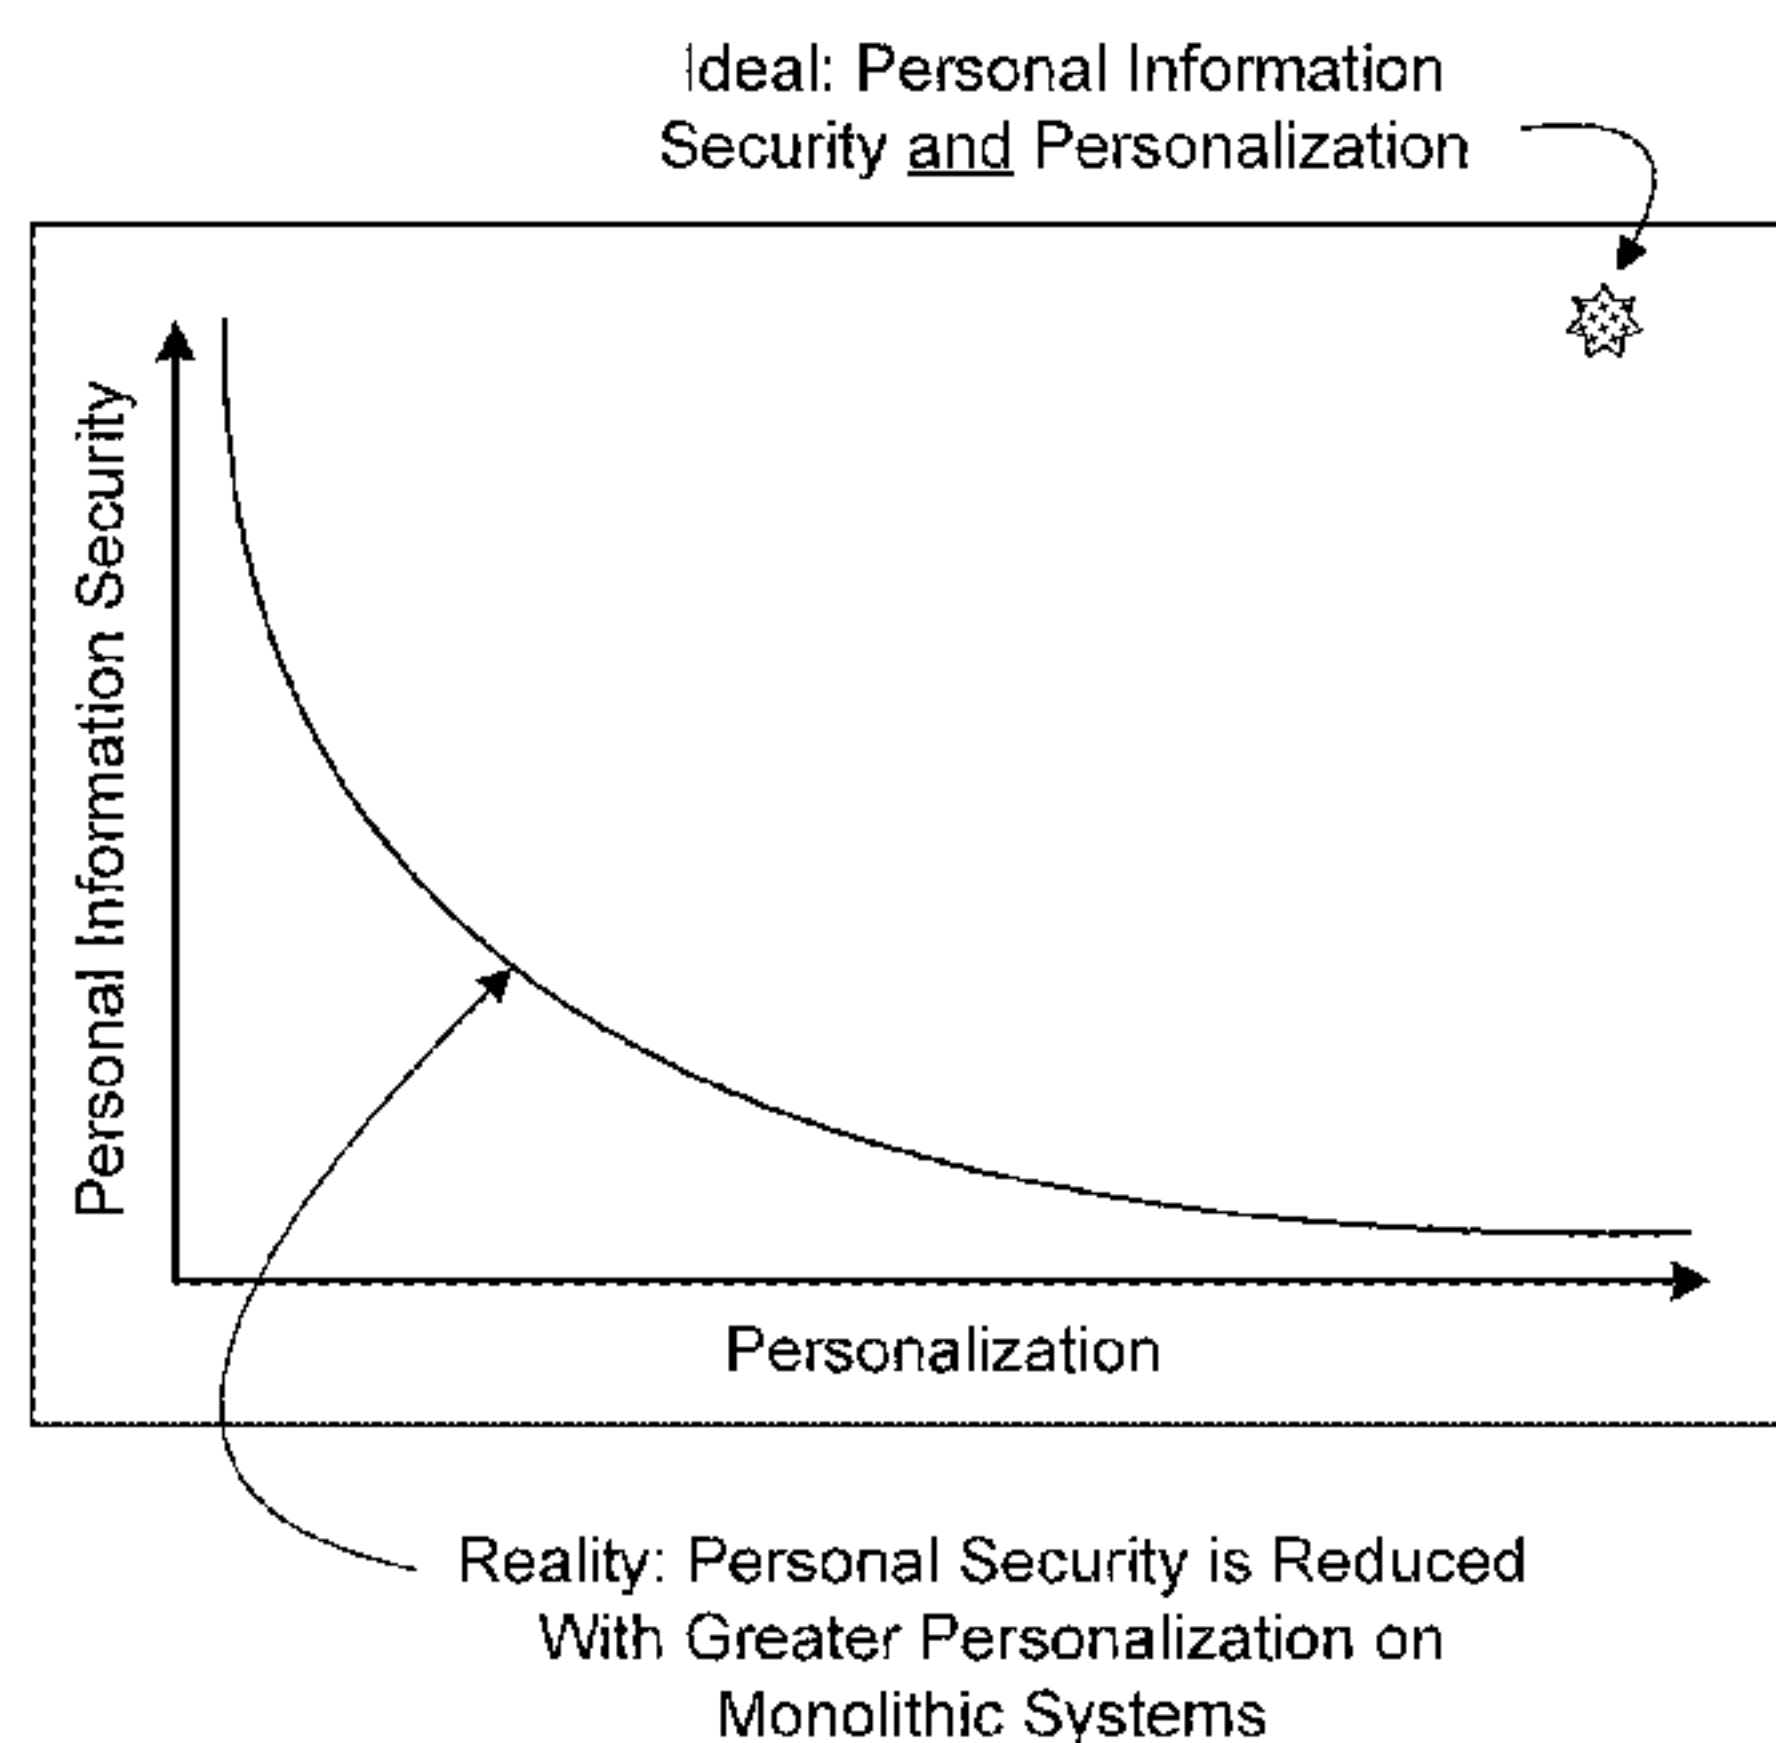 Ideal: Personal Information
Security and Personalization
Personal Information Security
Personalization
Reality: Personal Security is Reduced
With Greater Personalization on
Monolithic Systems